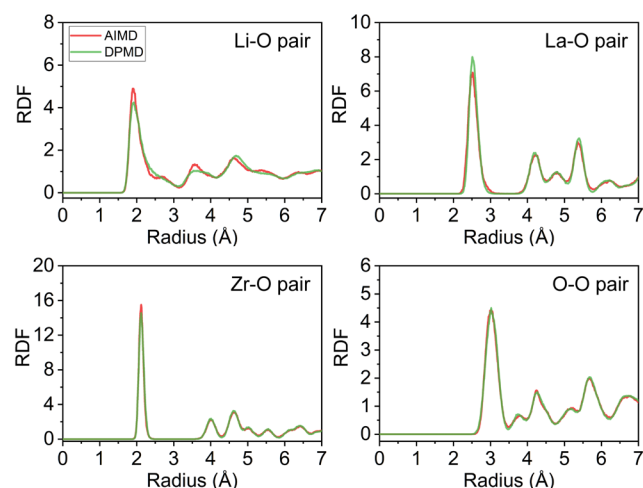 AIMD
DPMD
Li-O pair
RDF
8
6
4
2
0
0 1 2 3 4 5 6 7
Radius (Å)
La-O pair
RDF
10
8
6
4
2
0
0 1 2 3 4 5 6 7
Radius (Å)
Zr-O pair
RDF
20
16
12
8
4
0
0 1 2 3 4 5 6 7
Radius (Å)
O-O pair
RDF
6
5
4
3
2
1
0
0 1 2 3 4 5 6 7
Radius (Å)